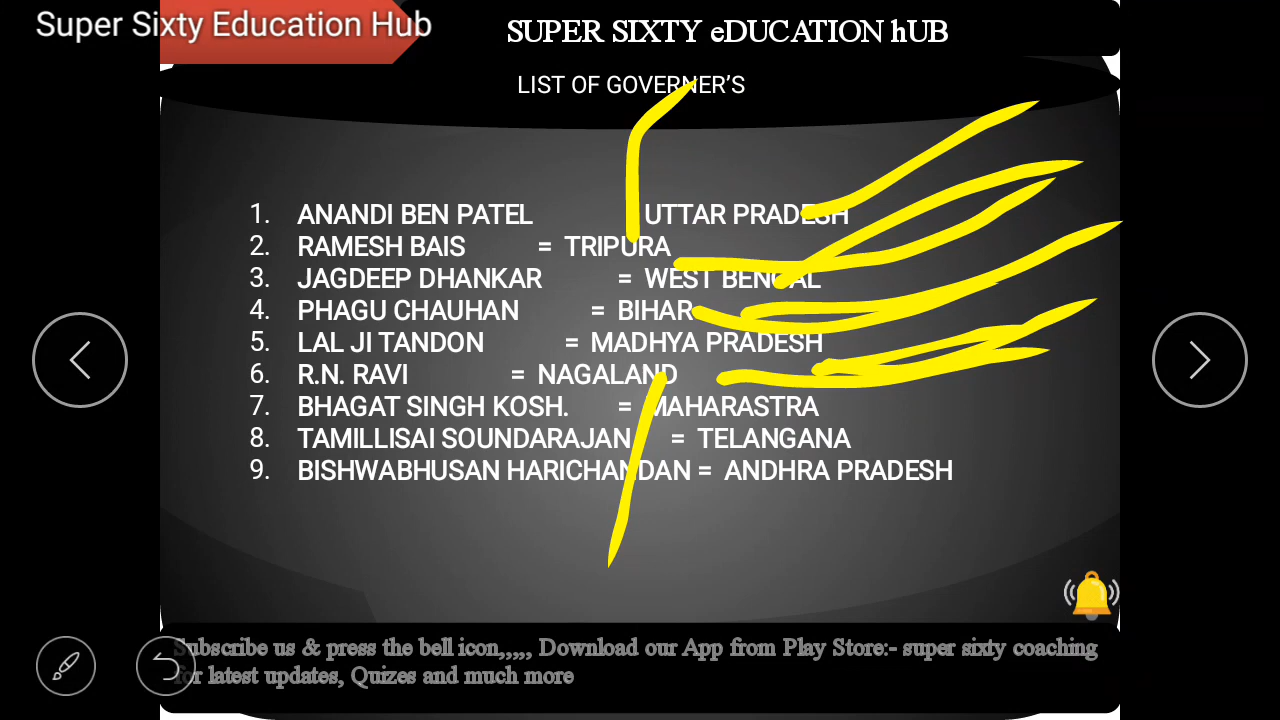 Super Sixty Education Hub
SUPER SIXTY eDUCATION hUB
LIST OF GOVERNER’S
1. ANANDI BEN PATEL UTTAR PRADESH
2. RAMESH BAIS = TRIPURA
3. JAGDEEP DHANKAR = WEST BENGAL
4. PHAGU CHAUHAN = BIHAR
5. LAL JI TANDON = MADHYA PRADESH
6. R.N. RAVI = NAGALAND
7. BHAGAT SINGH KOSH. = MAHARASTRA
8. TAMILLISAI SOUNDARAJAN = TELANGANA
9. BISHWABHUSAN HARICHANDAN = ANDHRA PRADESH
Subscribe us & press the bell icon,,,,, Download our App from Play Store:- super sixty coaching
for latest updates, Quizes and much more